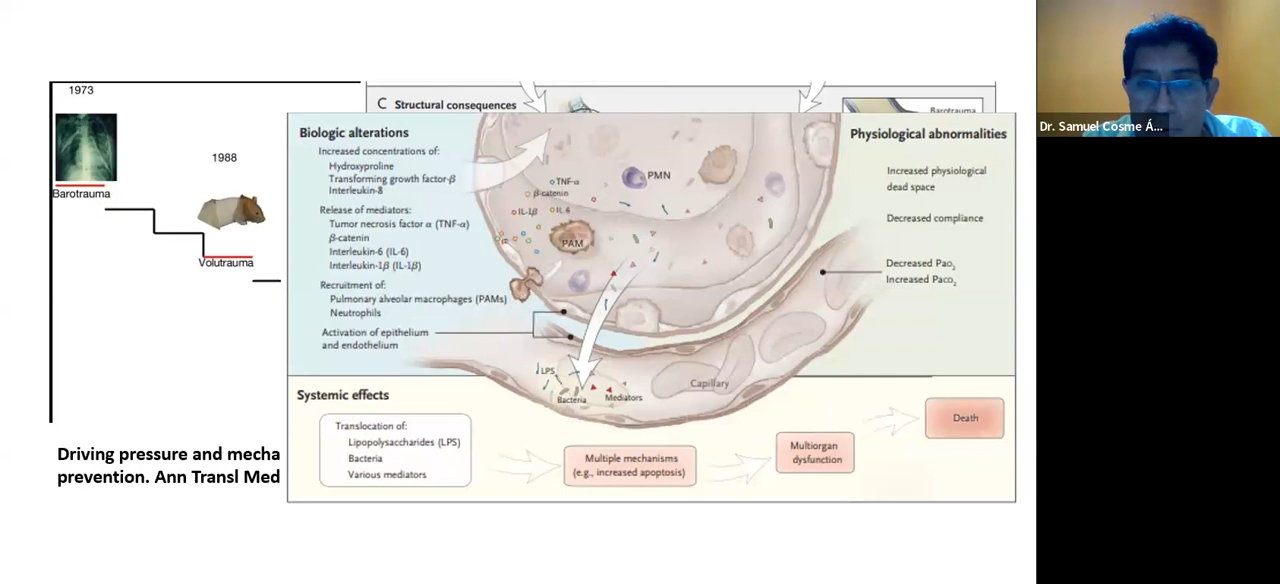 1973
Barotrauma
1988
Volutrauma
Driving pressure and mecha
prevention. Ann Transl Med
C Structural consequences
Barotrauma
Biologic alterations
Increased concentrations of:
Hydroxyproline
Transforming growth factor-β
Interleukin-8
Release of mediators:
Tumor necrosis factor α (TNF-α)
β-catenin
Interleukin-6 (IL-6)
Interleukin-1β (IL-1β)
Recruitment of:
Pulmonary alveolar macrophages (PAMs)
Neutrophils
Activation of epithelium
and endothelium
TNF-α
β-catenin
IL-1β
IL 6
PMN
PAM
LPS
Bacteria
Mediators
Capillary
Physiological abnormalities
Increased physiological
dead space
Decreased compliance
Decreased Pao₂
Increased Paco₂
Systemic effects
Translocation of:
Lipopolysaccharides (LPS)
Bacteria
Various mediators
Multiple mechanisms
(e.g., increased apoptosis)
Multiorgan
dysfunction
Death
Dr. Samuel Cosme Á...